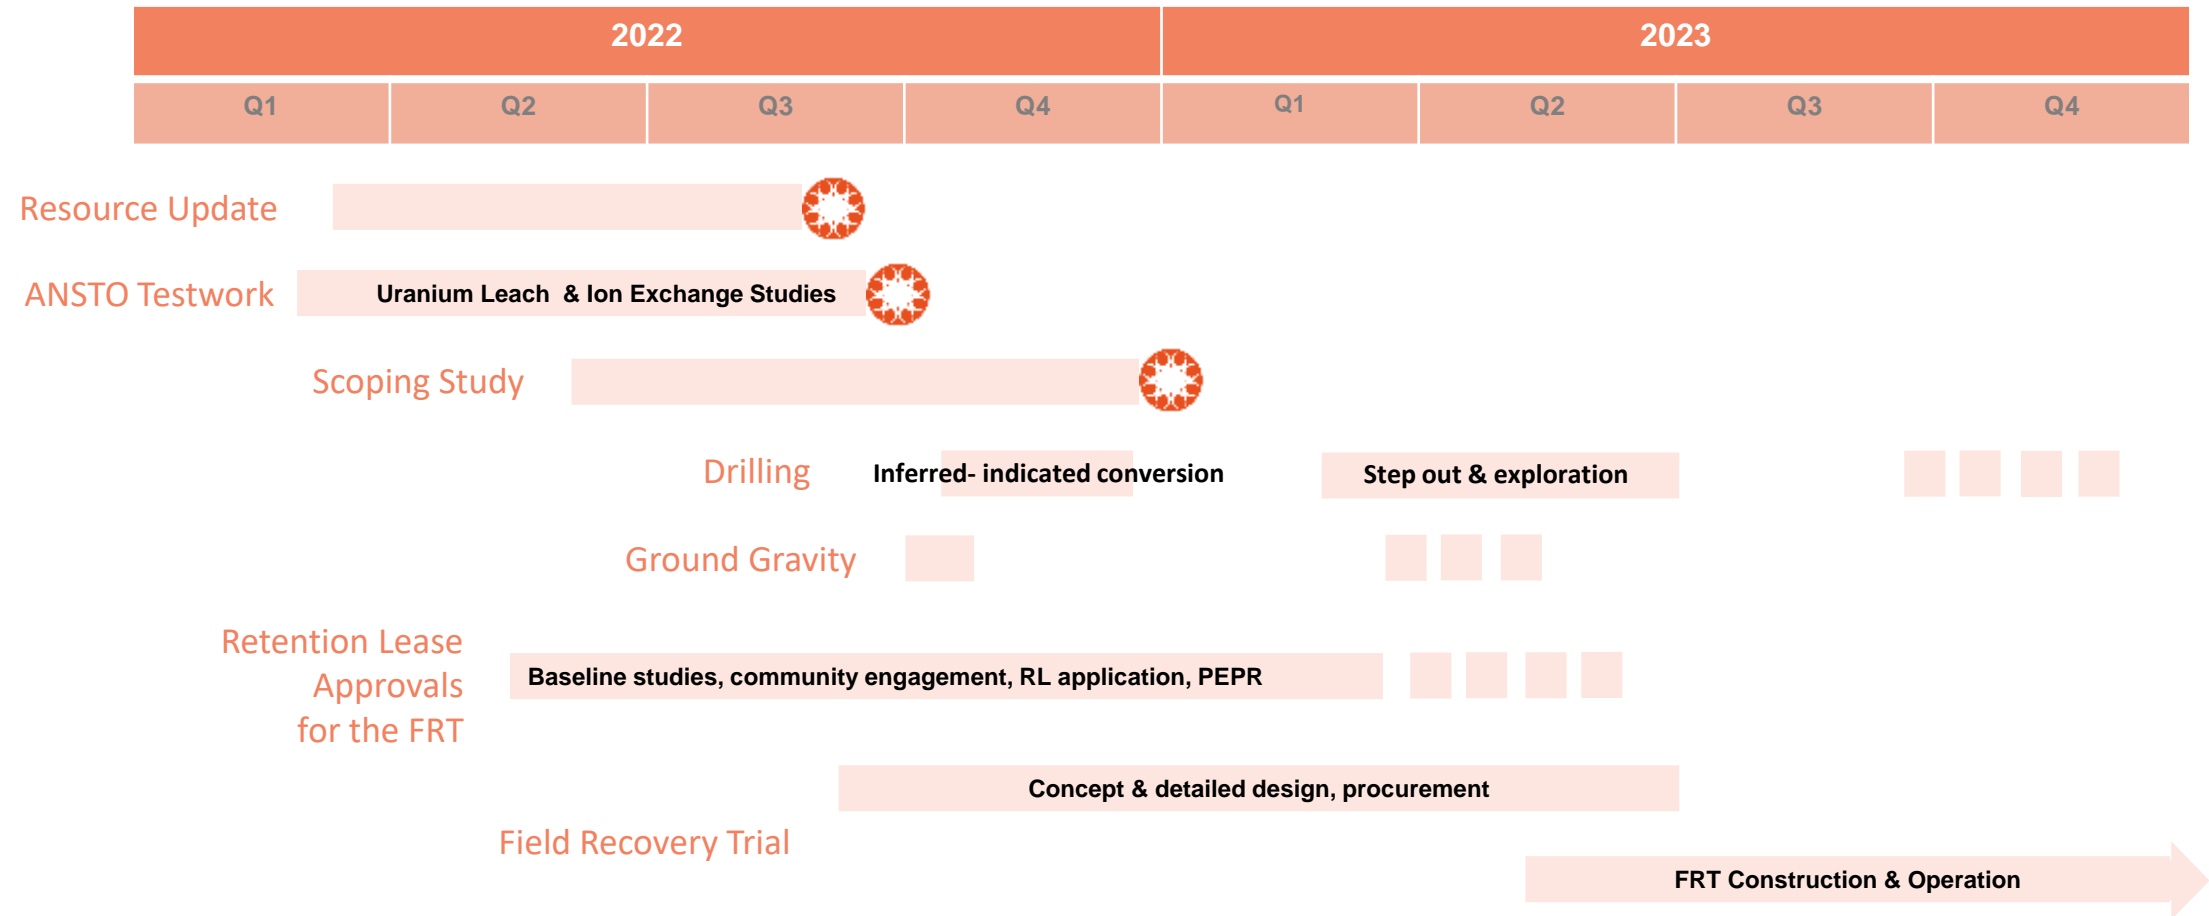 2022 2023
Q1 Q2 Q3 Q4 Q1 Q2 Q3 Q4
Resource Update
ANSTO Testwork
Uranium Leach & Ion Exchange Studies
Scoping Study
Drilling
Inferred- indicated conversion
Step out & exploration
Ground Gravity
Retention Lease
Approvals
for the FRT
Baseline studies, community engagement, RL application, PEPR
Concept & detailed design, procurement
Field Recovery Trial
FRT Construction & Operation